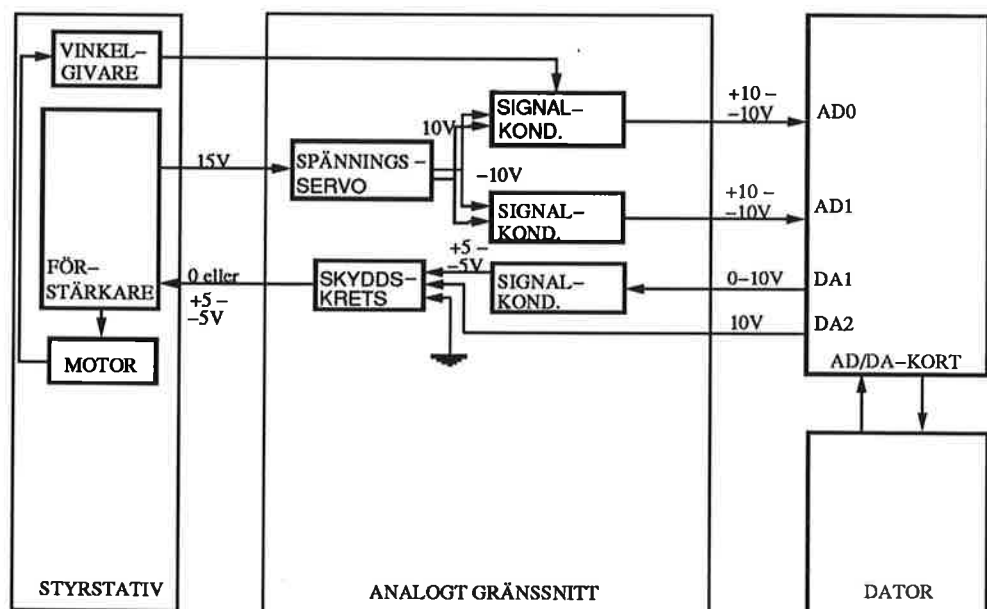 VINKEL–
GIVARE
FÖR–
STÄRKARE
MOTOR
STYRSTATIV
15V
0 eller
+5 –
–5V
SPÄNNINGS –
SERVO
10V
–10V
SIGNAL–
KOND.
SIGNAL–
KOND.
+5 –
–5V
SKYDDS–
KRETS
SIGNAL–
KOND.
ANALOGT GRÄNSSNITT
+10 –
–10V
+10 –
–10V
0–10V
10V
AD0
AD1
DA1
DA2
AD/DA–KORT
DATOR